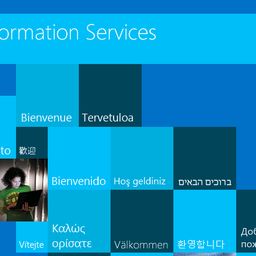 ormation Services
Bienvenue
Tervetuloa
to
歡迎
Bienvenido
Hoş geldiniz
ברוכים הבאים
Vítejte
Καλώς
ορίσατε
Välkommen
환영합니다
Доб
пож